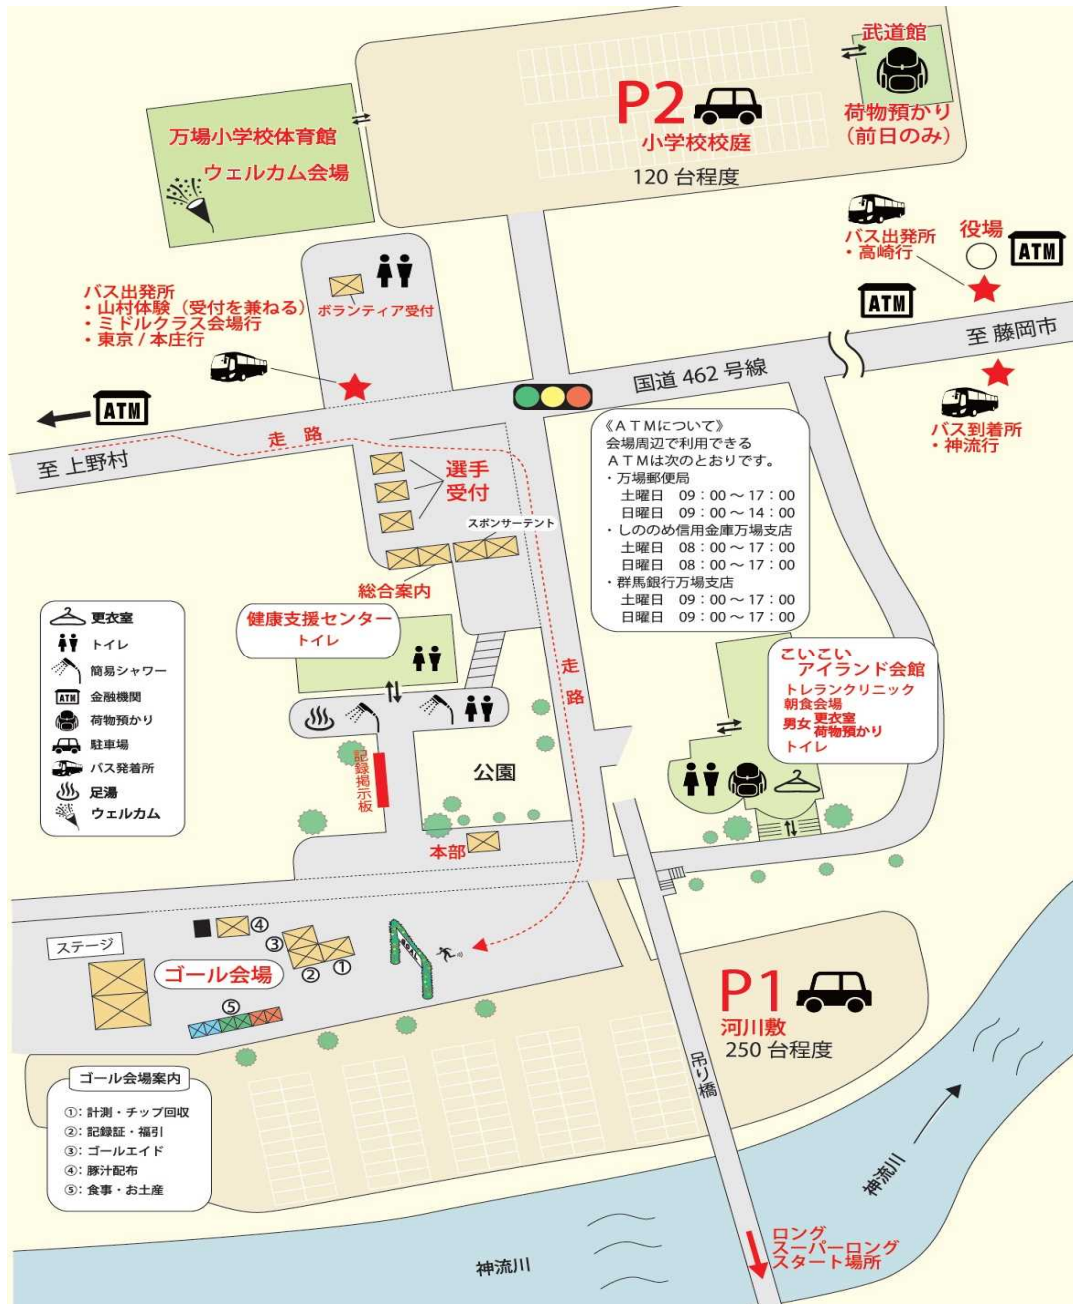 武道館
P2
小学校校庭
120 台程度
荷物預かり
(前日のみ)
万場小学校体育館
ウェルカム会場
バス出発所
・高崎行
役場
ATM
ATM
至 藤岡市
ボランティア受付
バス出発所
・山村体験(受付を兼ねる)
・ミドルクラス会場行
・東京 / 本庄行
国道 462 号線
バス到着所
・神流行
ATM
至 上野村
走 路
選手
受付
スポンサーテント
総合案内
《ATMについて》
会場周辺で利用できる
ATMは次のとおりです。
・万場郵便局
土曜日 09:00～17:00
日曜日 09:00～14:00
・しののめ信用金庫万場支店
土曜日 08:00～17:00
日曜日 08:00～17:00
・群馬銀行万場支店
土曜日 09:00～17:00
日曜日 09:00～17:00
更衣室
トイレ
簡易シャワー
ATM 金融機関
荷物預かり
駐車場
バス発着所
足湯
ウェルカム
健康支援センター
トイレ
走路
こいこい
アイランド会館
トレランクリニック
朝食会場
男女 更衣室
荷物預かり
トイレ
記録掲示板
公園
本部
ステージ
④
③
②
①
ゴール会場
⑤
GOAL
P1
河川敷
250 台程度
吊り橋
ゴール会場案内
①：計測・チップ回収
②：記録証・福引
③：ゴールエイド
④：豚汁配布
⑤：食事・お土産
神流川
神流川
ロング
スーパーロング
スタート場所